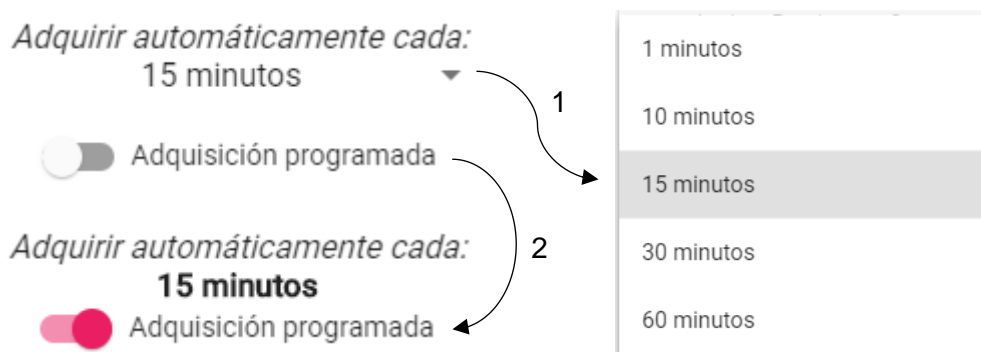 Adquirir automáticamente cada:
15 minutos
1
Adquisición programada
2
Adquirir automáticamente cada:
15 minutos
Adquisición programada
1 minutos
10 minutos
15 minutos
30 minutos
60 minutos